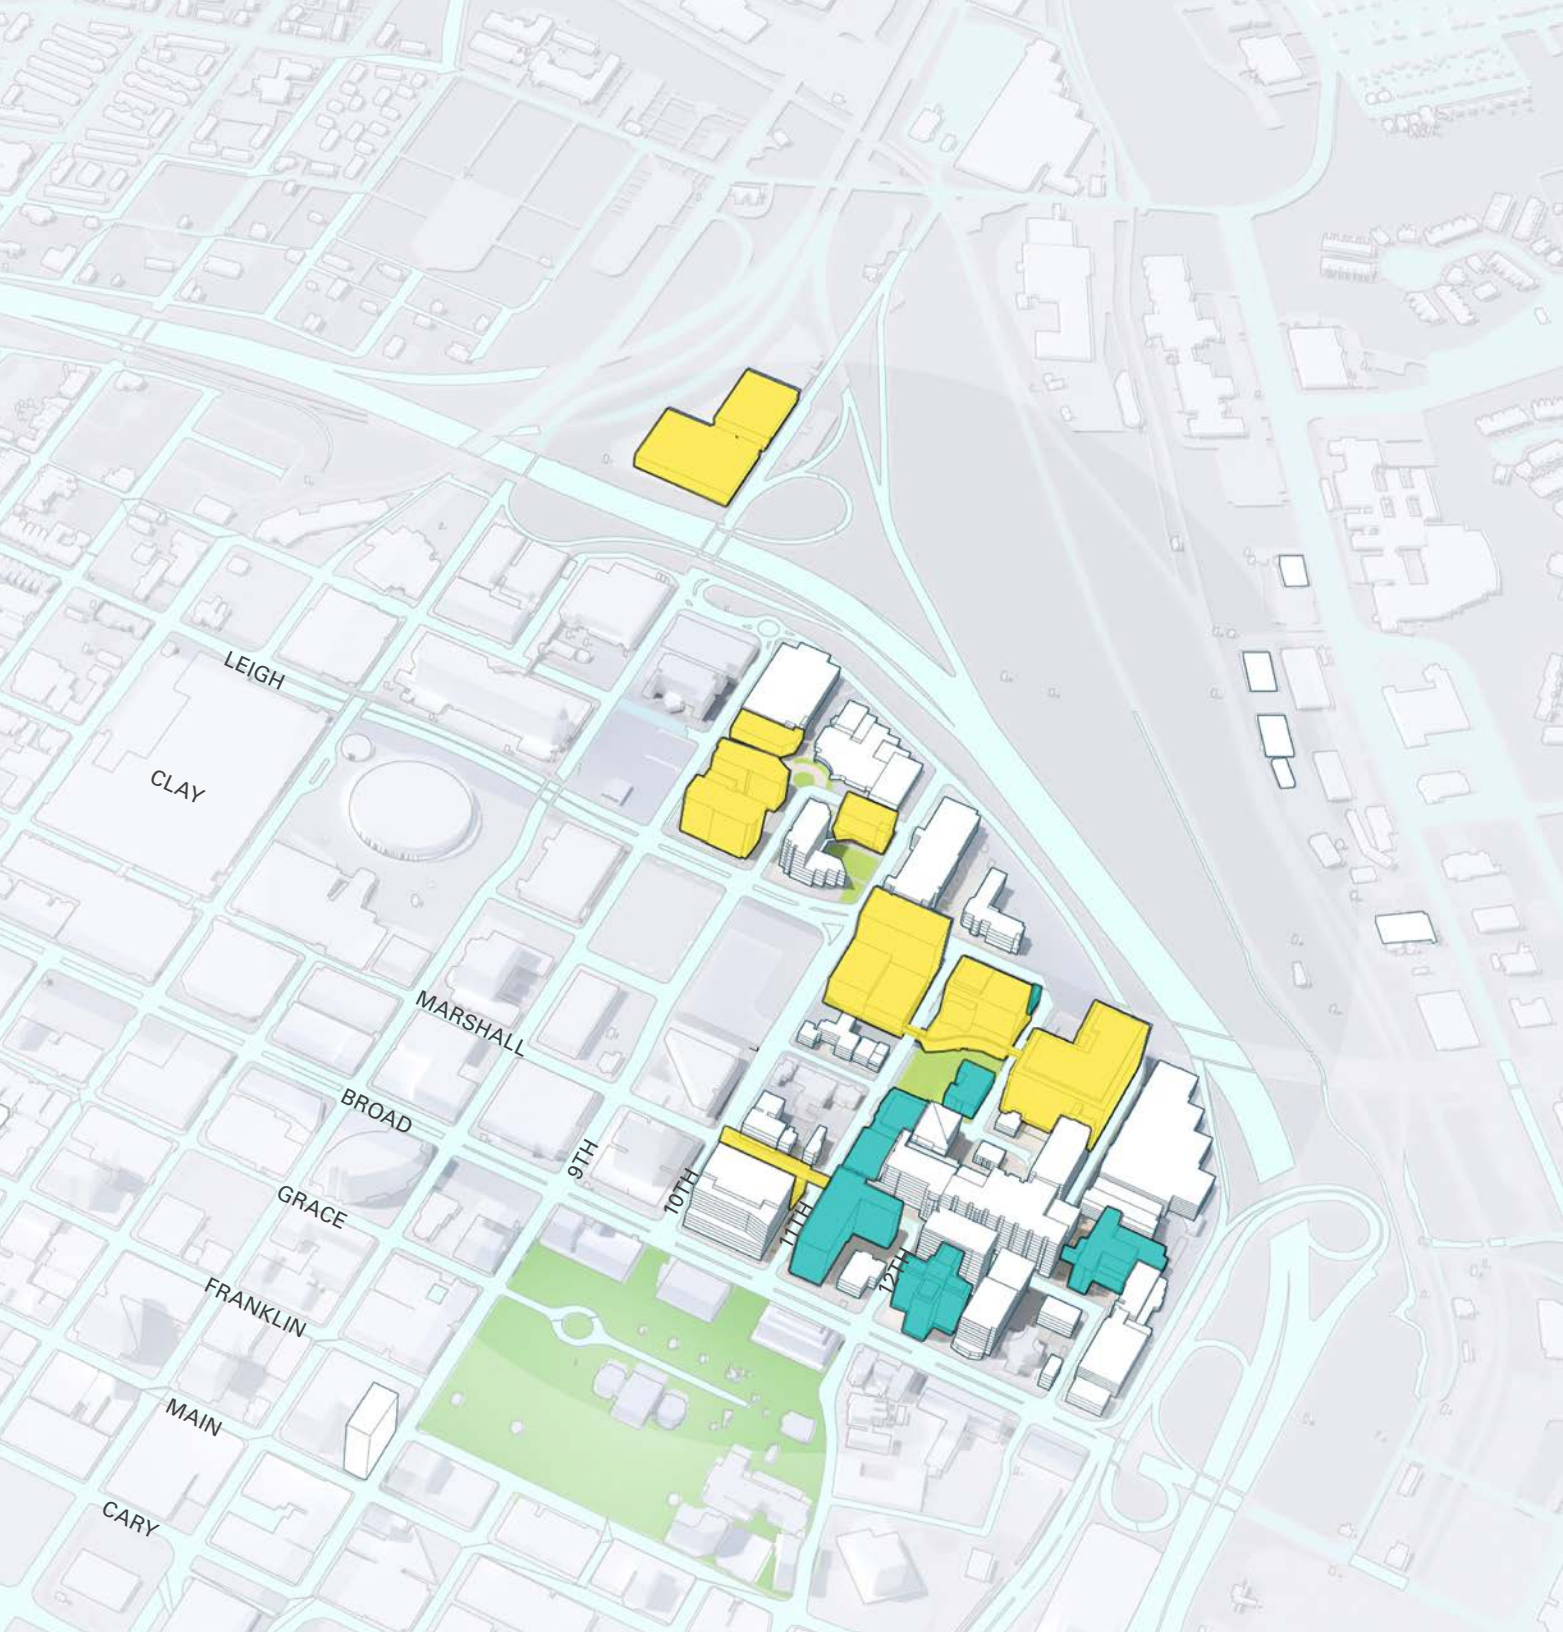 LEIGH
CLAY
MARSHALL
BROAD
9TH
10TH
GRACE
11TH
12TH
FRANKLIN
MAIN
CARY